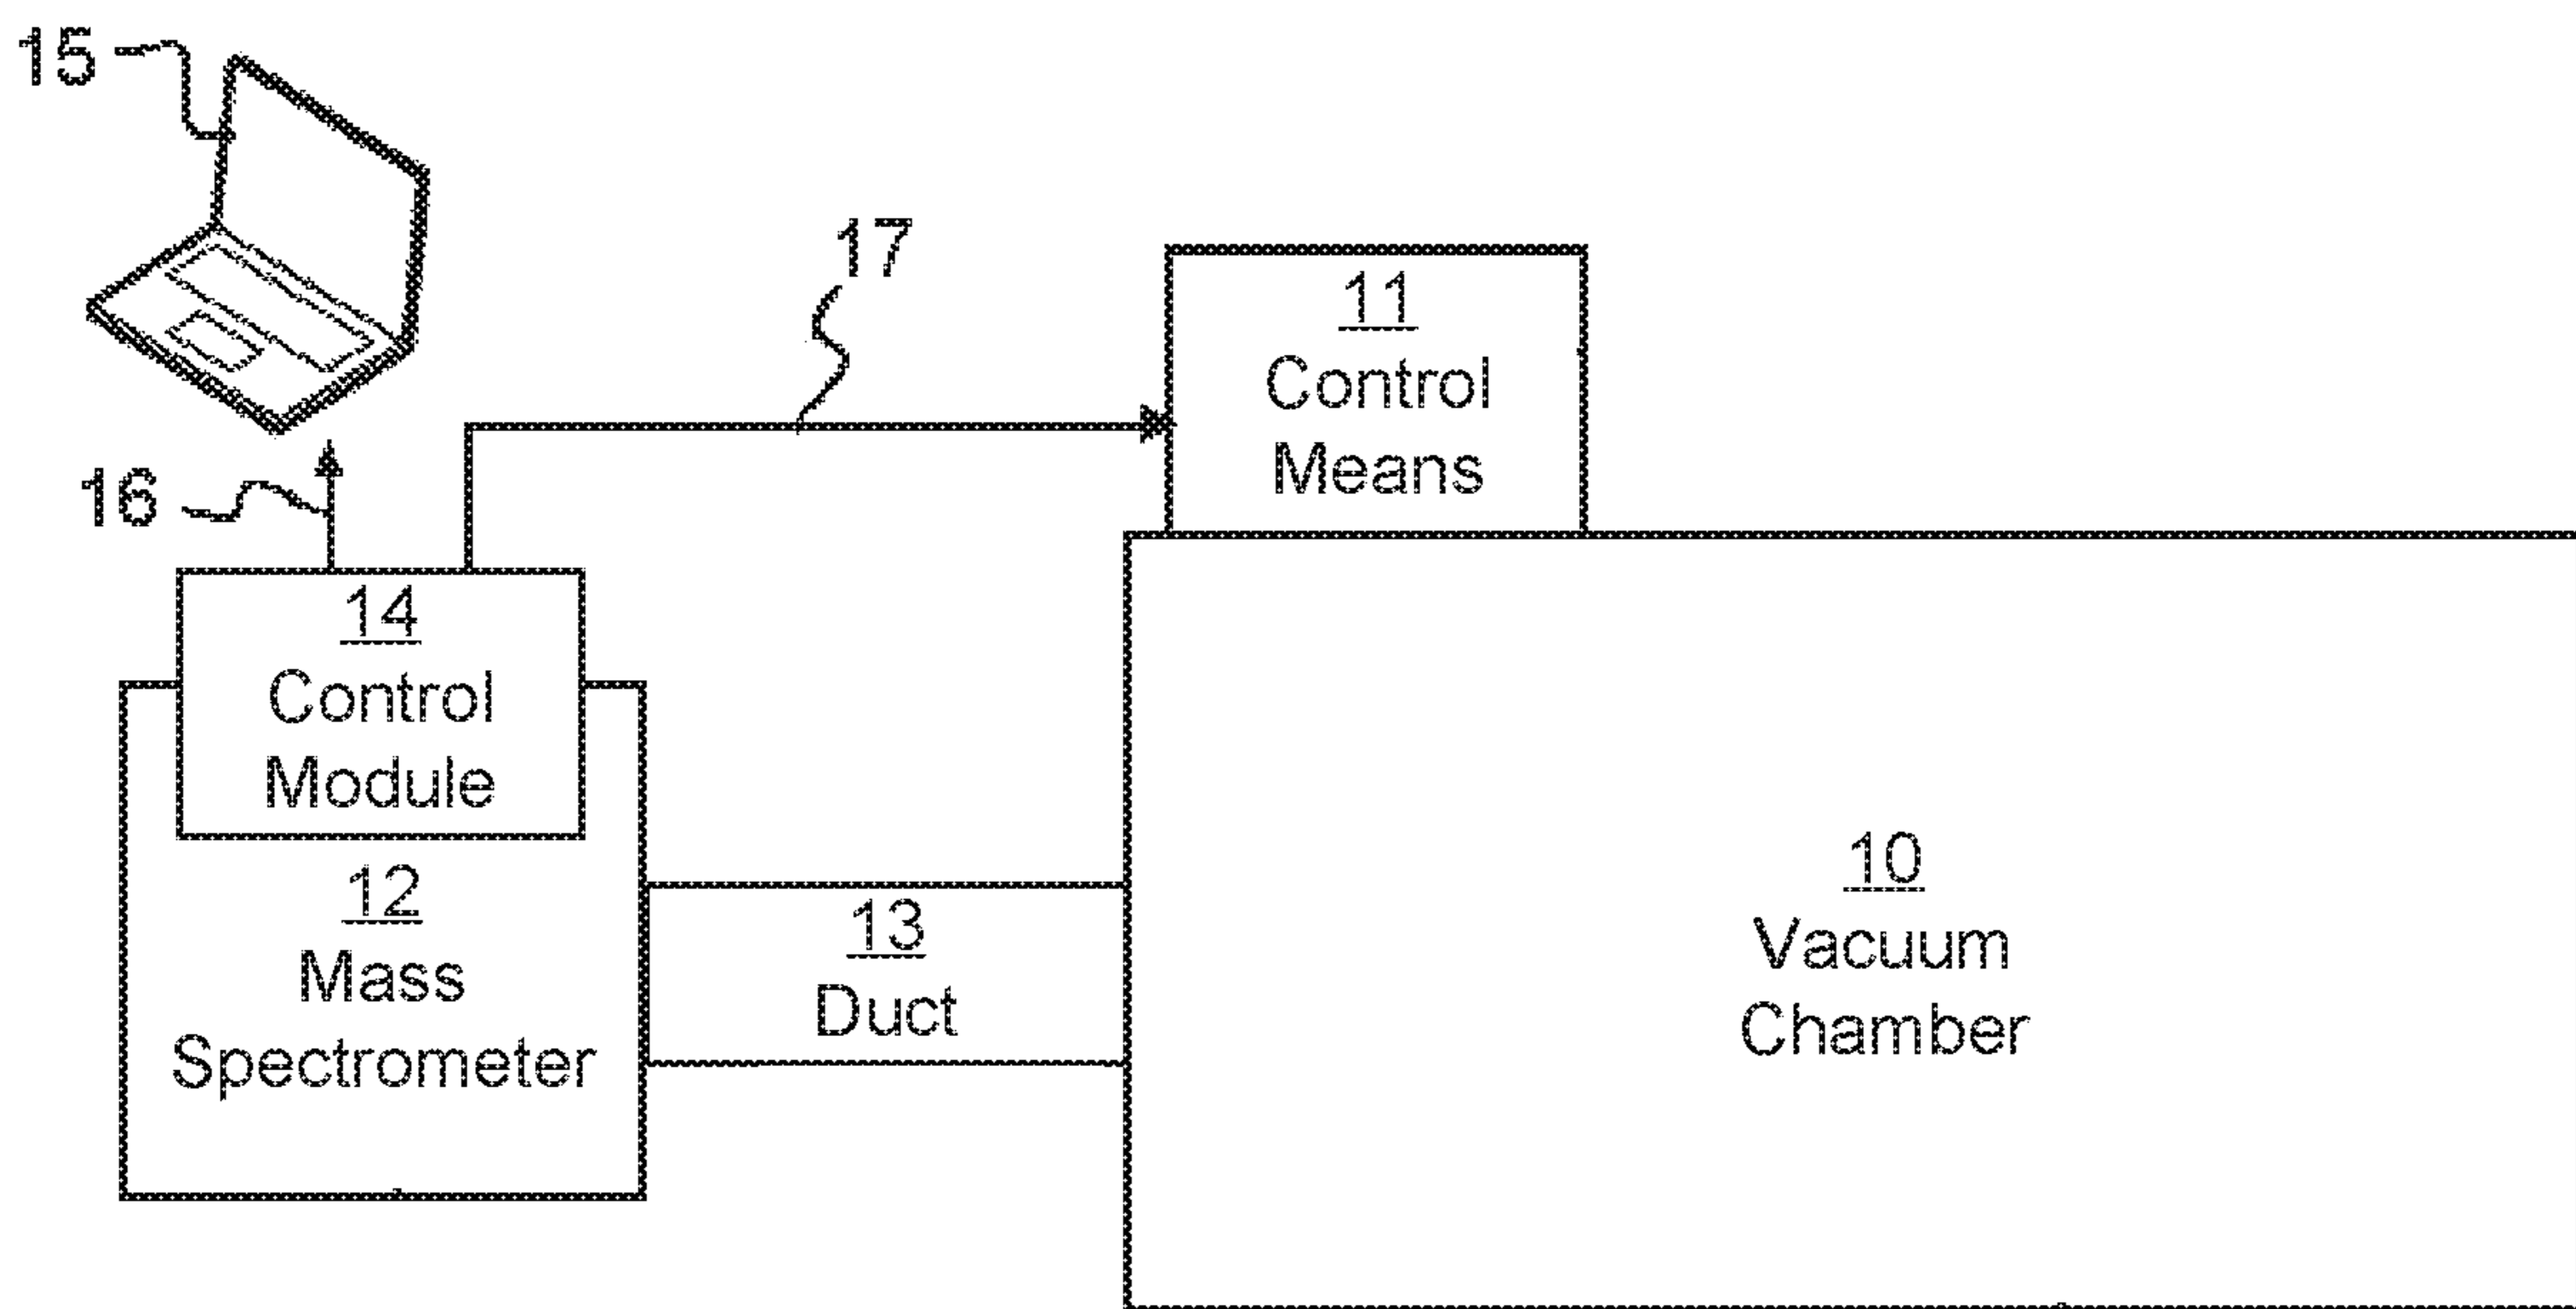 15
17
11
Control
Means
16
14
Control
Module
12
Mass
Spectrometer
13
Duct
10
Vacuum
Chamber